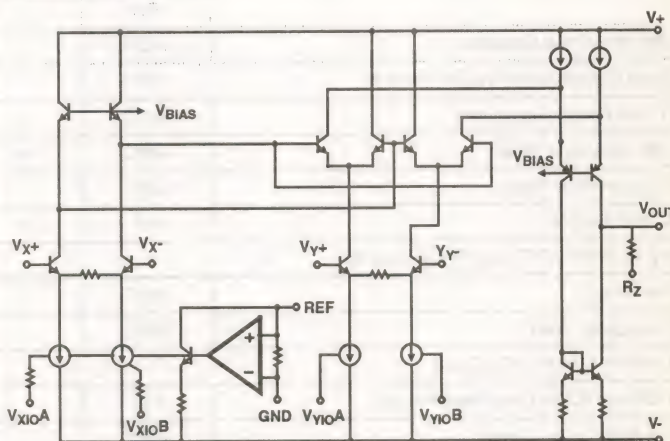 V+
VBIAS
VBIAS
VOUT
VX+
VX-
VY+
YY-
RZ
REF
+
-
GND
VXIOA
VXIOB
VYIOA
VYIOB
V-